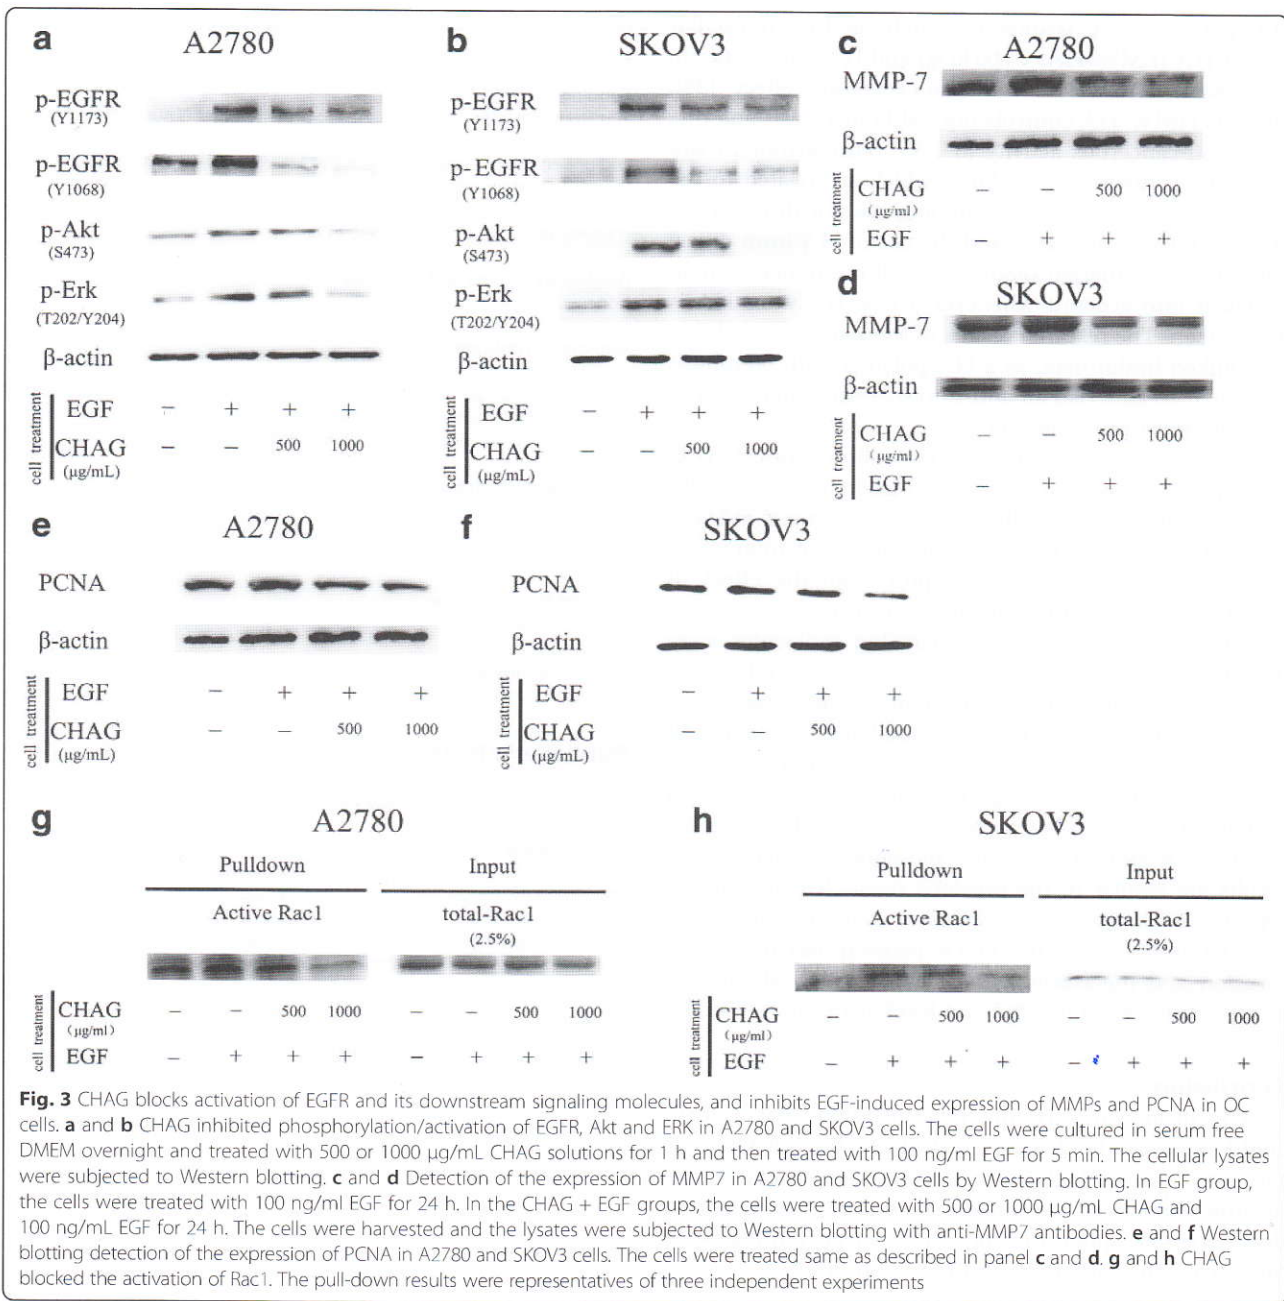 a A2780
p-EGFR
(Y1173)
p-EGFR
(Y1068)
p-Akt
(S473)
p-Erk
(T202/Y204)
β-actin
cell treatment
EGF − + + +
CHAG − − 500 1000
(μg/mL)
b SKOV3
p-EGFR
(Y1173)
p-EGFR
(Y1068)
p-Akt
(S473)
p-Erk
(T202/Y204)
β-actin
cell treatment
EGF − + + +
CHAG − − 500 1000
(μg/mL)
c A2780
MMP-7
β-actin
cell treatment
CHAG − − 500 1000
(μg/ml)
EGF − + + +
d SKOV3
MMP-7
β-actin
cell treatment
CHAG − − 500 1000
(μg/ml)
EGF − + + +
e A2780
PCNA
β-actin
cell treatment
EGF − + + +
CHAG − − 500 1000
(μg/mL)
f SKOV3
PCNA
β-actin
cell treatment
EGF − + + +
CHAG − − 500 1000
(μg/mL)
g A2780
Pulldown Input
Active Rac1 total-Rac1
(2.5%)
cell treatment
CHAG − − 500 1000 − − 500 1000
(μg/ml)
EGF − + + + − + + +
h SKOV3
Pulldown Input
Active Rac1 total-Rac1
(2.5%)
cell treatment
CHAG − − 500 1000 − − 500 1000
(μg/ml)
EGF − + + + − + + +
Fig. 3 CHAG blocks activation of EGFR and its downstream signaling molecules, and inhibits EGF-induced expression of MMPs and PCNA in OC
cells. a and b CHAG inhibited phosphorylation/activation of EGFR, Akt and ERK in A2780 and SKOV3 cells. The cells were cultured in serum free
DMEM overnight and treated with 500 or 1000 μg/mL CHAG solutions for 1 h and then treated with 100 ng/ml EGF for 5 min. The cellular lysates
were subjected to Western blotting. c and d Detection of the expression of MMP7 in A2780 and SKOV3 cells by Western blotting. In EGF group,
the cells were treated with 100 ng/ml EGF for 24 h. In the CHAG + EGF groups, the cells were treated with 500 or 1000 μg/mL CHAG and
100 ng/mL EGF for 24 h. The cells were harvested and the lysates were subjected to Western blotting with anti-MMP7 antibodies. e and f Western
blotting detection of the expression of PCNA in A2780 and SKOV3 cells. The cells were treated same as described in panel c and d. g and h CHAG
blocked the activation of Rac1. The pull-down results were representatives of three independent experiments